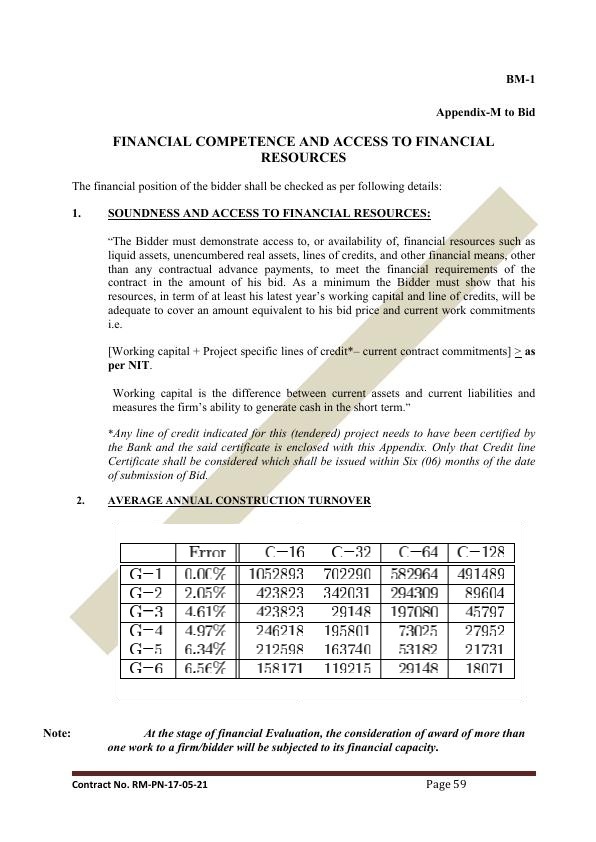 BM-1
Appendix-M to Bid
FINANCIAL COMPETENCE AND ACCESS TO FINANCIAL
RESOURCES
The financial position of the bidder shall be checked as per following details:
1. SOUNDNESS AND ACCESS TO FINANCIAL RESOURCES:
“The Bidder must demonstrate access to, or availability of, financial resources such as
liquid assets, unencumbered real assets, lines of credits, and other financial means, other
than any contractual advance payments, to meet the financial requirements of the
contract in the amount of his bid. As a minimum the Bidder must show that his
resources, in term of at least his latest year’s working capital and line of credits, will be
adequate to cover an amount equivalent to his bid price and current work commitments
i.e.
[Working capital + Project specific lines of credit*– current contract commitments] ≥ as
per NIT.
Working capital is the difference between current assets and current liabilities and
measures the firm’s ability to generate cash in the short term.”
*Any line of credit indicated for this (tendered) project needs to have been certified by
the Bank and the said certificate is enclosed with this Appendix. Only that Credit line
Certificate shall be considered which shall be issued within Six (06) months of the date
of submission of Bid.
2. AVERAGE ANNUAL CONSTRUCTION TURNOVER
Error C-16 C-32 C-64 C-128
G-1 0.00% 1052893 702290 582964 491489
G-2 2.05% 423823 342031 294309 89604
G-3 4.61% 423823 29148 197080 45797
G-4 4.97% 246218 195801 73025 27952
G-5 6.34% 212598 163740 53182 21731
G-6 6.56% 158171 119215 29148 18071
Note: At the stage of financial Evaluation, the consideration of award of more than
one work to a firm/bidder will be subjected to its financial capacity.
Contract No. RM-PN-17-05-21 Page 59